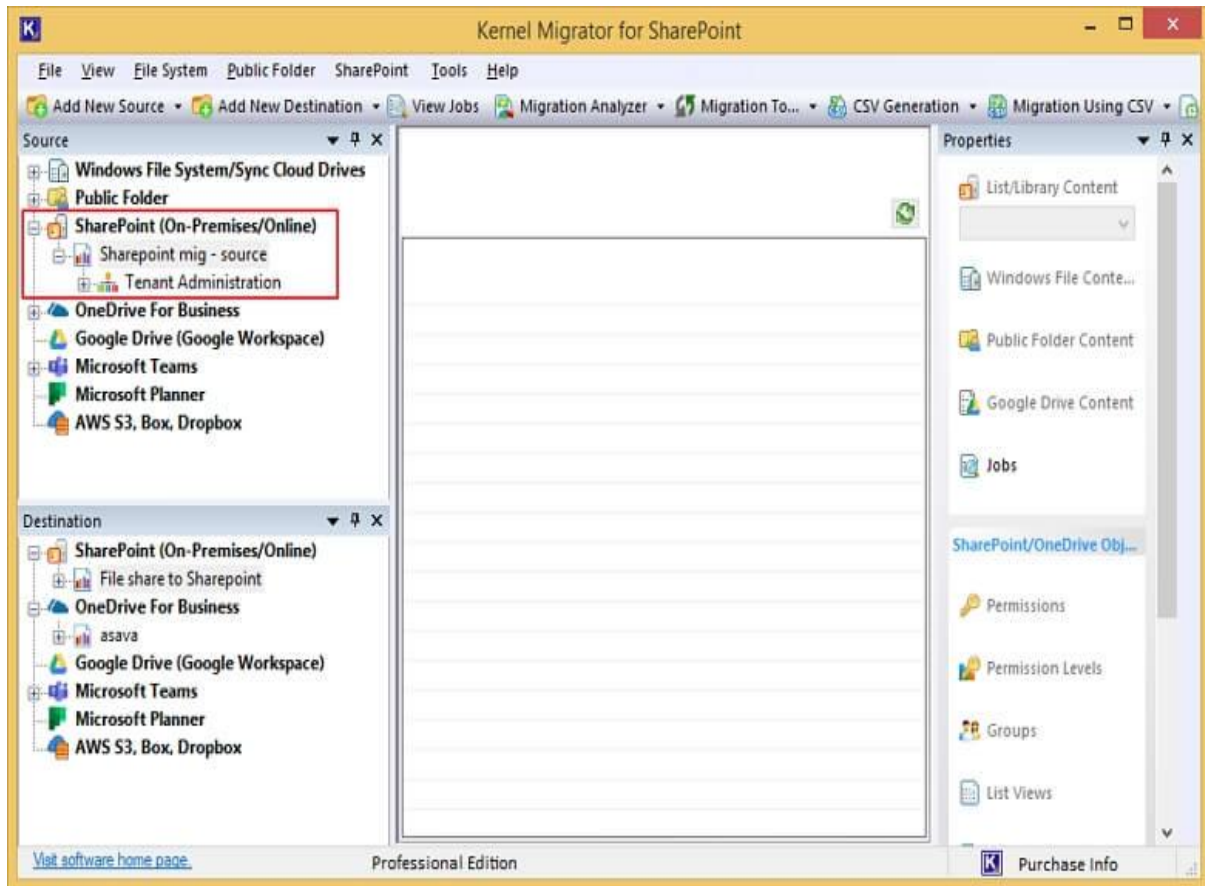 K
Kernel Migrator for SharePoint
File View File System Public Folder SharePoint Tools Help
Add New Source Add New Destination View Jobs Migration Analyzer Migration To... CSV Generation Migration Using CSV
Source
Windows File System/Sync Cloud Drives
Public Folder
SharePoint (On-Premises/Online)
Sharepoint mig - source
Tenant Administration
OneDrive For Business
Google Drive (Google Workspace)
Microsoft Teams
Microsoft Planner
AWS S3, Box, Dropbox
Destination
SharePoint (On-Premises/Online)
File share to Sharepoint
OneDrive For Business
asava
Google Drive (Google Workspace)
Microsoft Teams
Microsoft Planner
AWS S3, Box, Dropbox
Properties
List/Library Content
Windows File Conte...
Public Folder Content
Google Drive Content
Jobs
SharePoint/OneDrive Obj...
Permissions
Permission Levels
Groups
List Views
Visit software home page.
Professional Edition
K Purchase Info